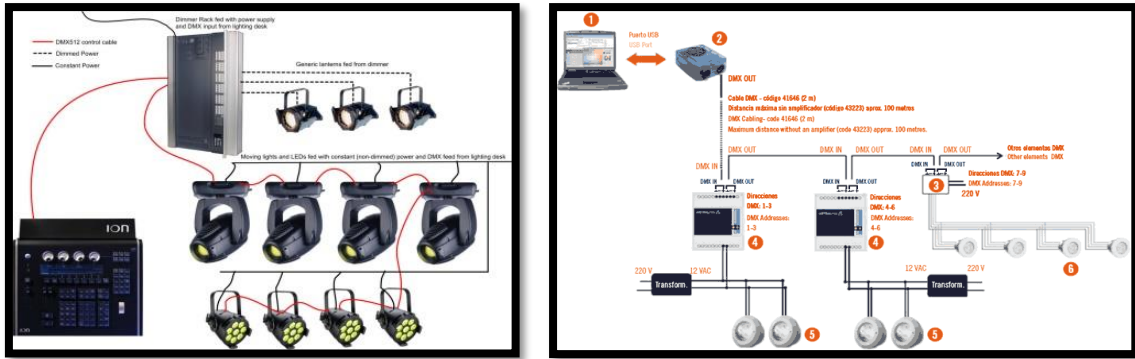 Dimmer Rack fed with power supply
and DMX input from lighting desk
DMX512 control cable
Dimmed Power
Constant Power
Generic lanterns fed from dimmer
Moving lights and LEDs fed with constant (non-dimmed) power and DMX feed from lighting desk
ion
ion
1
Puerto USB
USB Port
2
DMX OUT
Cable DMX - código 41646 (2 m)
Distancia máxima sin amplificador (código 43223) aprox. 100 metros
DMX Cabling- code 41646 (2 m)
Maximum distance without an amplifier (code 43223) approx. 100 metres.
DMX OUT
DMX IN
DMX OUT
DMX IN
Otros elementos DMX
Other elements DMX
DMX IN
DMX IN
DMX OUT
DMX IN
DMX OUT
DMX IN
DMX OUT
3
Direcciones DMX: 7-9
DMX Addresses: 7-9
220 V
Direcciones
DMX: 1-3
DMX Addresses:
1-3
4
Direcciones
DMX: 4-6
DMX Addresses:
4-6
4
6
220 V
12 VAC
Transform.
12 VAC
220 V
Transform.
5
5